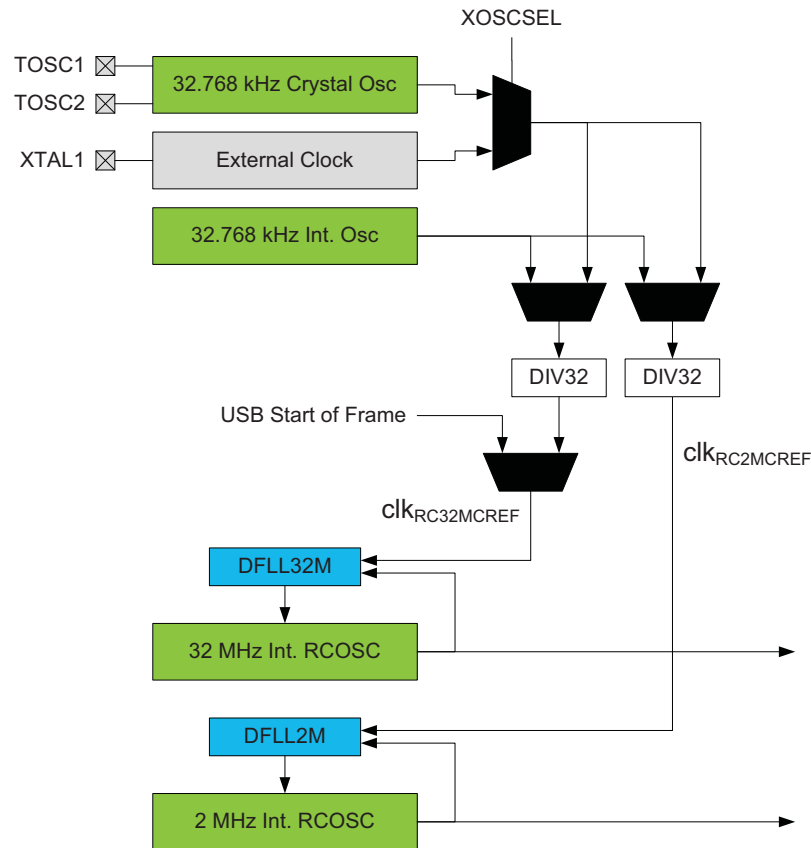 XOSCSEL
TOSC1
32.768 kHz Crystal Osc
TOSC2
XTAL1
External Clock
32.768 kHz Int. Osc
DIV32
DIV32
USB Start of Frame
clkRC2MCREF
clkRC32MCREF
DFLL32M
32 MHz Int. RCOSC
DFLL2M
2 MHz Int. RCOSC